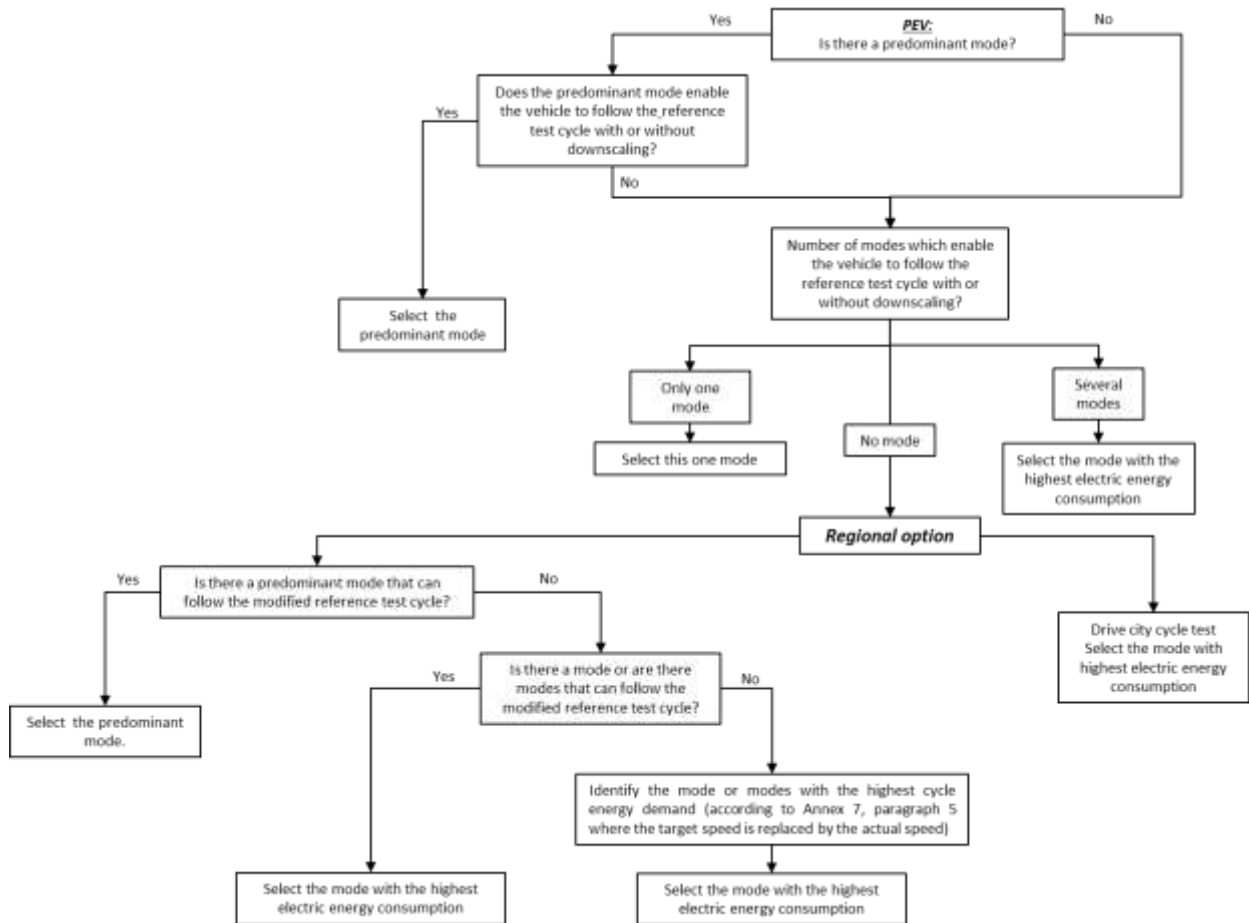 Yes
PEV:
Is there a predominant mode?
No
Does the predominant mode enable
the vehicle to follow the reference
test cycle with or without
downscaling?
Yes
No
Number of modes which enable
the vehicle to follow the
reference test cycle with or
without downscaling?
Select the
predominant mode
Only one
mode
Several
modes
No mode
Select this one mode
Select the mode with the
highest electric energy
consumption
Regional option
Yes
Is there a predominant mode that can
follow the modified reference test cycle?
No
Drive city cycle test
Select the mode with
highest electric energy
consumption
Yes
Is there a mode or are there
modes that can follow the
modified reference test cycle?
No
Select the predominant
mode.
Identify the mode or modes with the highest cycle
energy demand (according to Annex 7, paragraph 5
where the target speed is replaced by the actual speed)
Select the mode with the highest
electric energy consumption
Select the mode with the highest
electric energy consumption